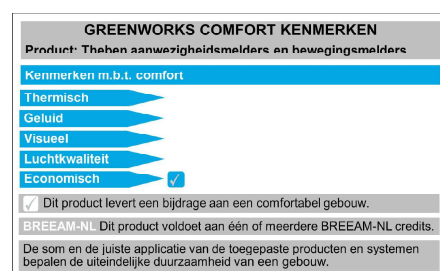 GREENWORKS COMFORT KENMERKEN
Product: Theben aanwezigheidsmelders en bewegingsmelders
Kenmerken m.b.t. comfort
Thermisch
Geluid
Visueel
Luchtkwaliteit
Economisch
Dit product levert een bijdrage aan een comfortabel gebouw.
BREEAM-NL Dit product voldoet aan één of meerdere BREEAM-NL credits.
De som en de juiste applicatie van de toegepaste producten en systemen
bepalen de uiteindelijke duurzaamheid van een gebouw.